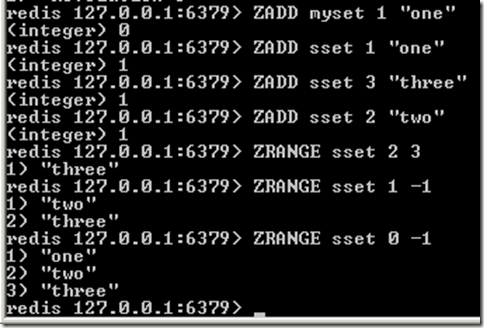 redis 127.0.0.1:6379> ZADD myset 1 "one"
(integer) 0
redis 127.0.0.1:6379> ZADD sset 1 "one"
(integer) 1
redis 127.0.0.1:6379> ZADD sset 3 "three"
(integer) 1
redis 127.0.0.1:6379> ZADD sset 2 "two"
(integer) 1
redis 127.0.0.1:6379> ZRANGE sset 2 3
1) "three"
redis 127.0.0.1:6379> ZRANGE sset 1 -1
1) "two"
2) "three"
redis 127.0.0.1:6379> ZRANGE sset 0 -1
1) "one"
2) "two"
3) "three"
redis 127.0.0.1:6379>